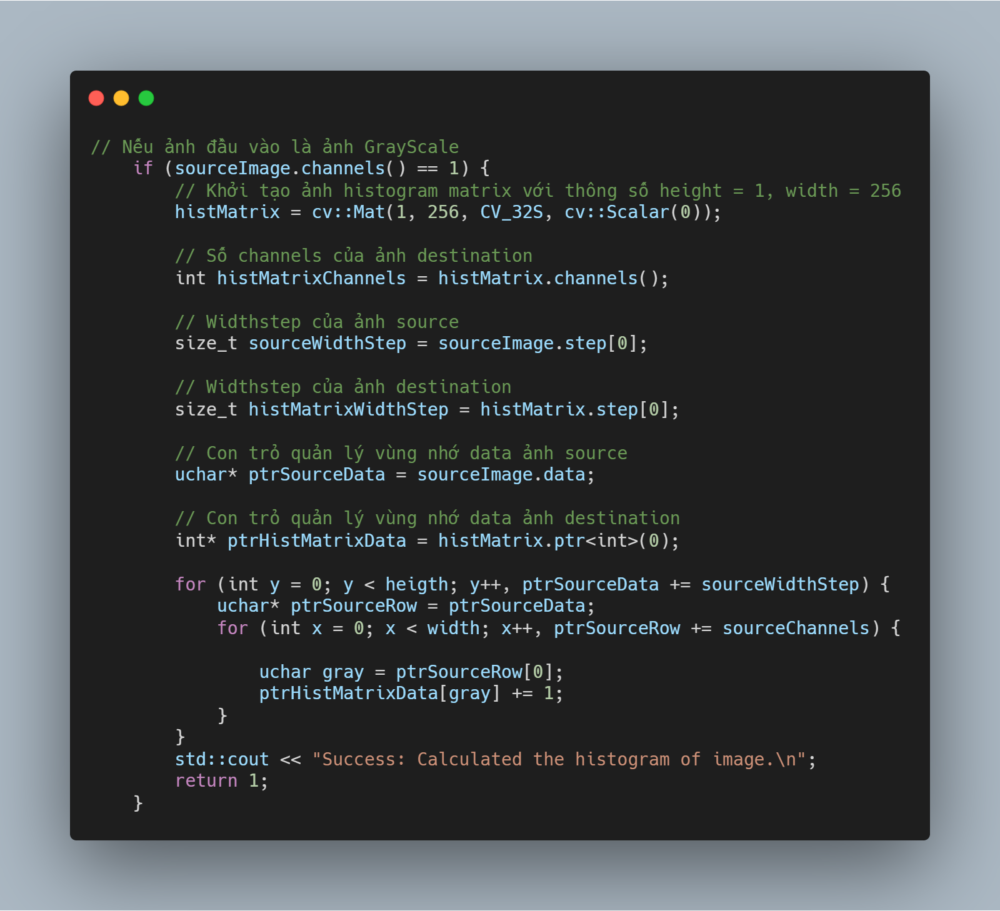 // Nếu ảnh đầu vào là ảnh GrayScale
    if (sourceImage.channels() == 1) {
        // Khởi tạo ảnh histogram matrix với thông số height = 1, width = 256
        histMatrix = cv::Mat(1, 256, CV_32S, cv::Scalar(0));

        // Số channels của ảnh destination
        int histMatrixChannels = histMatrix.channels();

        // Widthstep của ảnh source
        size_t sourceWidthStep = sourceImage.step[0];

        // Widthstep của ảnh destination
        size_t histMatrixWidthStep = histMatrix.step[0];

        // Con trỏ quản lý vùng nhớ data ảnh source
        uchar* ptrSourceData = sourceImage.data;

        // Con trỏ quản lý vùng nhớ data ảnh destination
        int* ptrHistMatrixData = histMatrix.ptr<int>(0);

        for (int y = 0; y < heigth; y++, ptrSourceData += sourceWidthStep) {
            uchar* ptrSourceRow = ptrSourceData;
            for (int x = 0; x < width; x++, ptrSourceRow += sourceChannels) {

                uchar gray = ptrSourceRow[0];
                ptrHistMatrixData[gray] += 1;
            }
        }
        std::cout << "Success: Calculated the histogram of image.\n";
        return 1;
    }